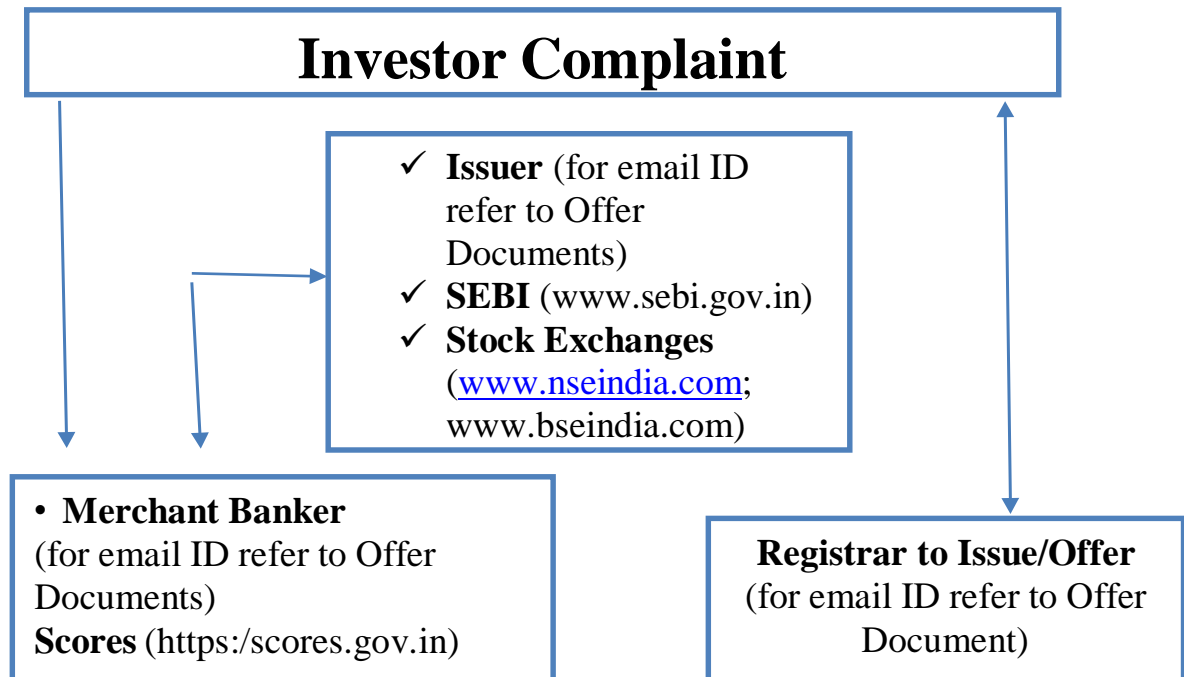 Investor Complaint
✓ Issuer (for email ID
refer to Offer
Documents)
✓ SEBI (www.sebi.gov.in)
✓ Stock Exchanges
(www.nseindia.com;
www.bseindia.com)
• Merchant Banker
(for email ID refer to Offer
Documents)
Scores (https:/scores.gov.in)
Registrar to Issue/Offer
(for email ID refer to Offer
Document)